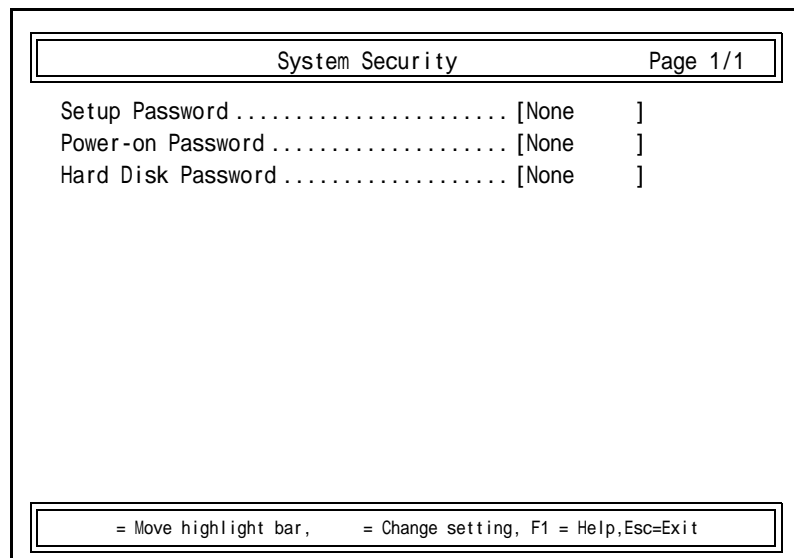 System Security Page 1/1
Setup Password ....................... [None ]
Power-on Password .................... [None ]
Hard Disk Password ................... [None ]
= Move highlight bar, = Change setting, F1 = Help,Esc=Exit